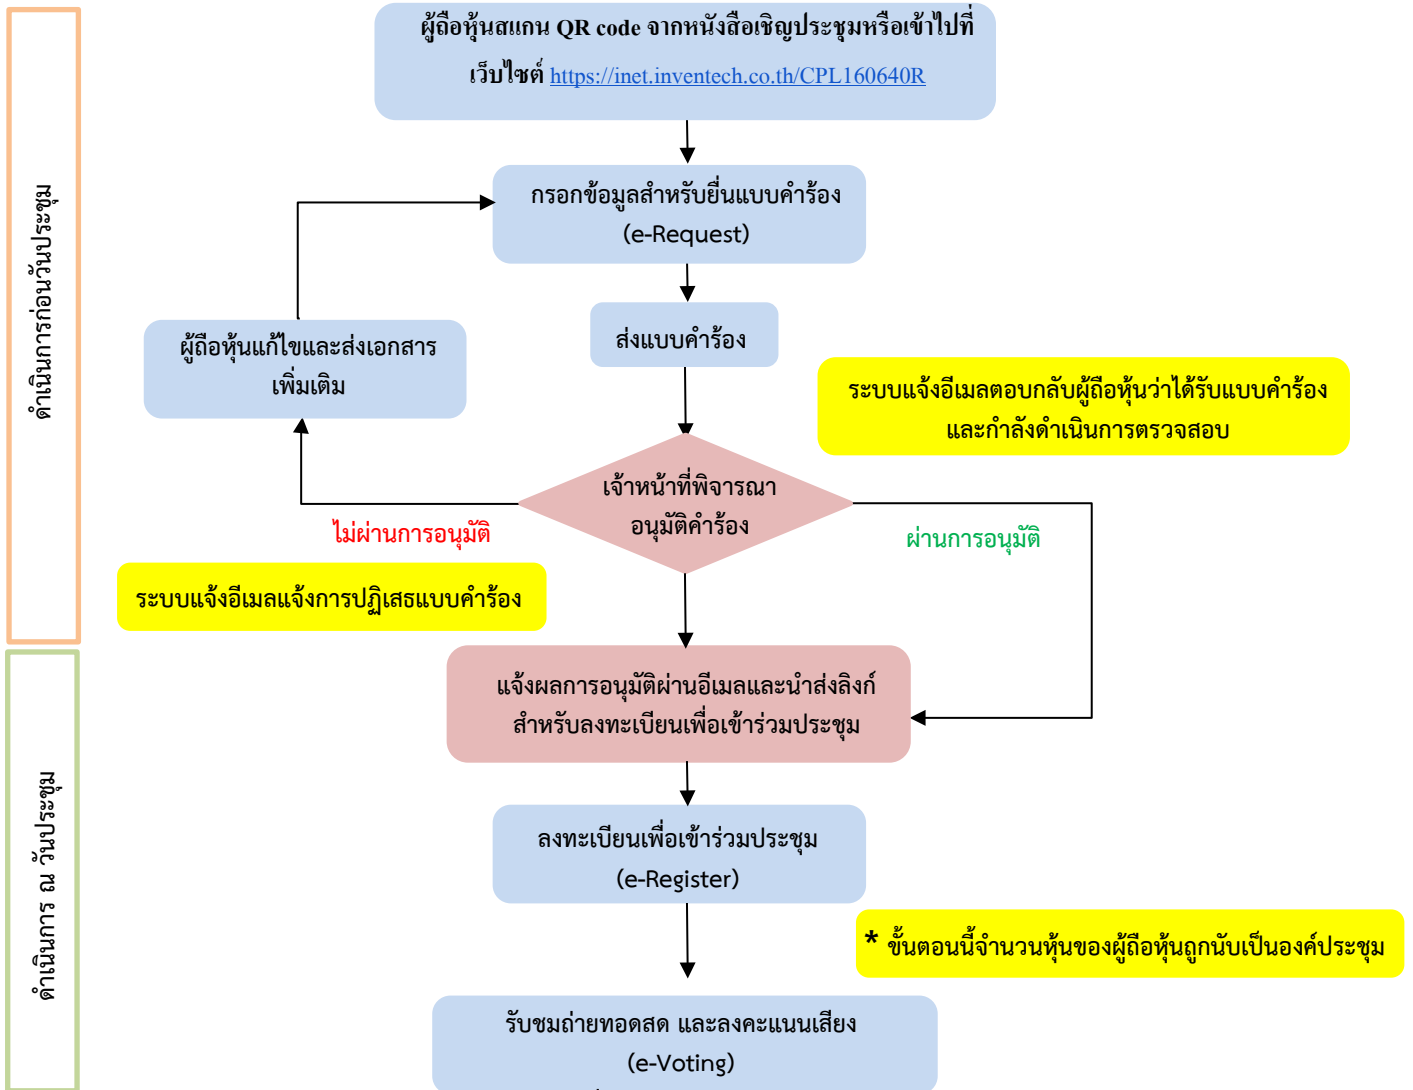 ผู้ถือหุ้นสแกน QR code จากหนังสือเชิญประชุมหรือเข้าไปที่
เว็บไซต์ https://inet.inventech.co.th/CPL160640R
ดำเนินการก่อนวันประชุม
กรอกข้อมูลสำหรับยื่นแบบคำร้อง
(e-Request)
ส่งแบบคำร้อง
ผู้ถือหุ้นแก้ไขและส่งเอกสาร
เพิ่มเติม
ระบบแจ้งอีเมลตอบกลับผู้ถือหุ้นว่าได้รับแบบคำร้อง
และกำลังดำเนินการตรวจสอบ
เจ้าหน้าที่พิจารณา
อนุมัติคำร้อง
ไม่ผ่านการอนุมัติ
ผ่านการอนุมัติ
ระบบแจ้งอีเมลแจ้งการปฏิเสธแบบคำร้อง
แจ้งผลการอนุมัติผ่านอีเมลและนำส่งลิงก์
สำหรับลงทะเบียนเพื่อเข้าร่วมประชุม
ดำเนินการ ณ วันประชุม
ลงทะเบียนเพื่อเข้าร่วมประชุม
(e-Register)
* ขั้นตอนนี้จำนวนหุ้นของผู้ถือหุ้นถูกนับเป็นองค์ประชุม
รับชมถ่ายทอดสด และลงคะแนนเสียง
(e-Voting)